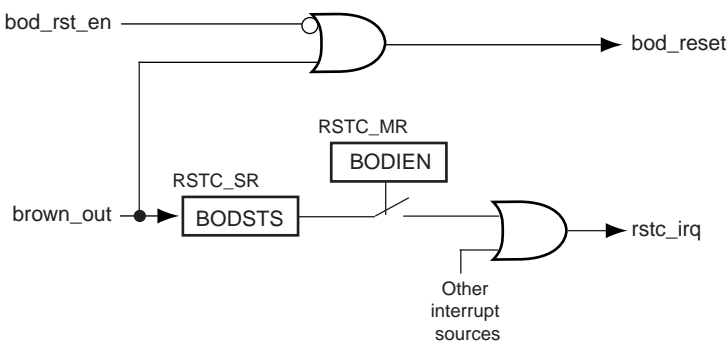 bod_rst_en
bod_reset
RSTC_MR
BODIEN
RSTC_SR
brown_out
BODSTS
rstc_irq
Other
interrupt
sources